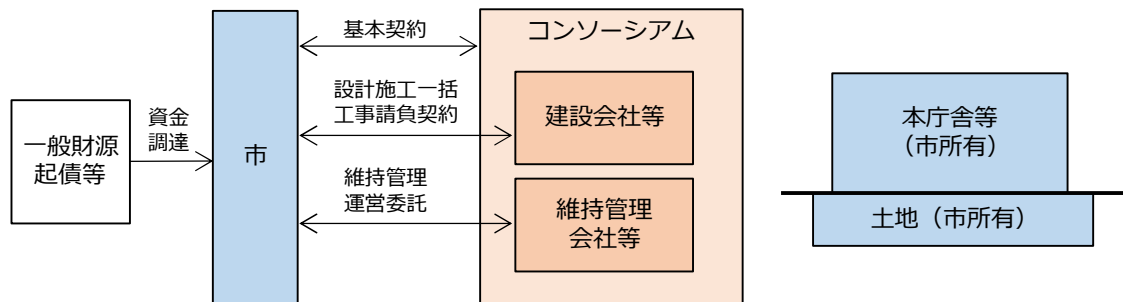 一般財源
起債等
資金
調達
市
基本契約
設計施工一括
工事請負契約
維持管理
運営委託
コンソーシアム
建設会社等
維持管理
会社等
本庁舎等
（市所有）
土地（市所有）